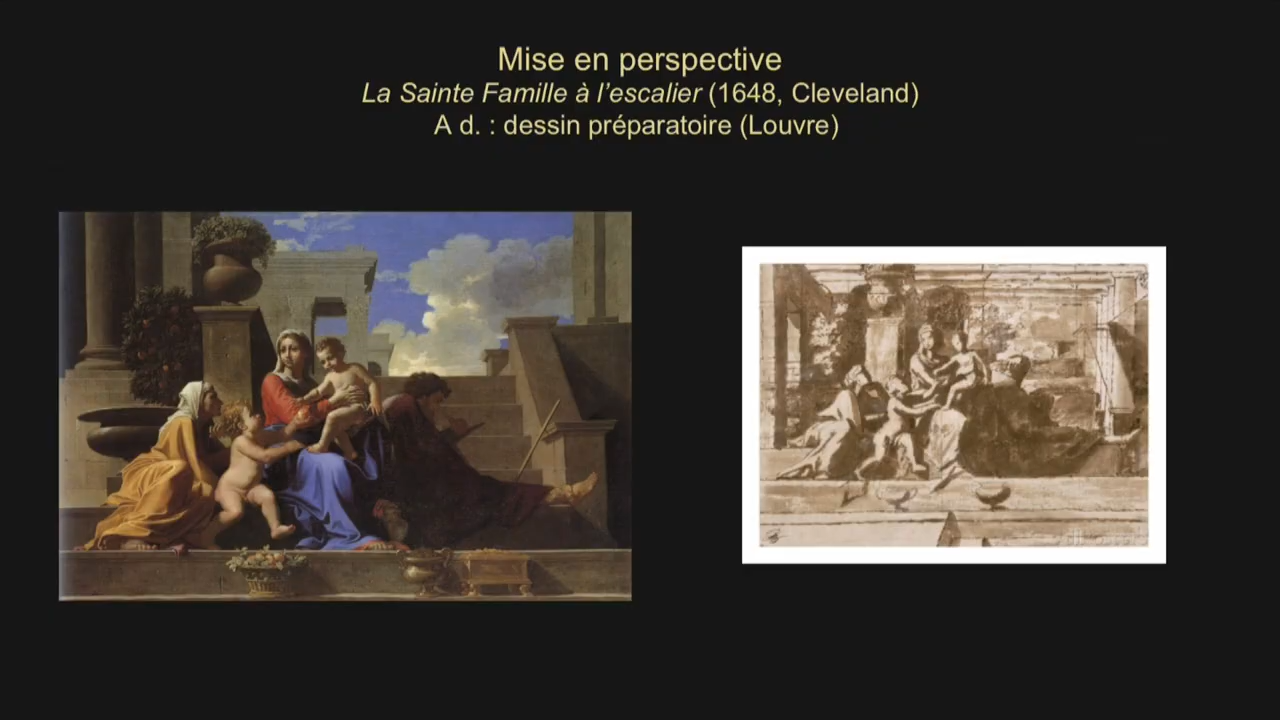 Mise en perspective
La Sainte Famille à l’escalier (1648, Cleveland)
A d. : dessin préparatoire (Louvre)